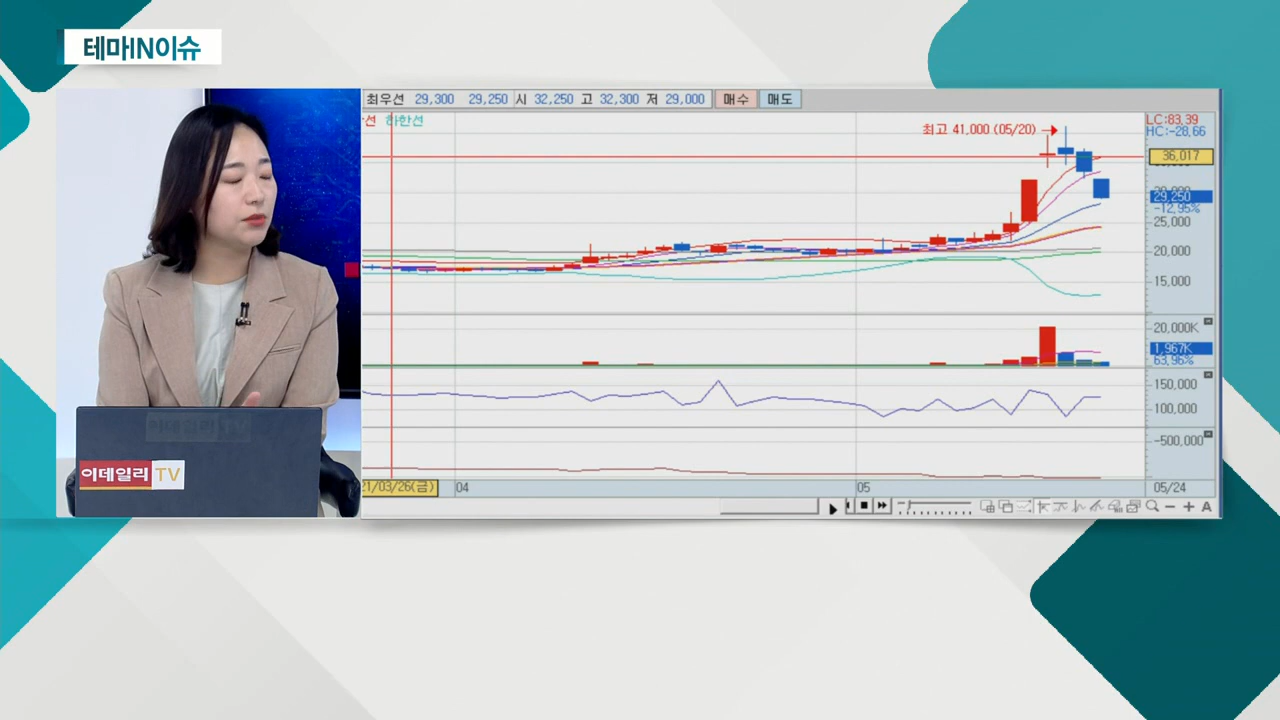 테마IN이슈
최우선 29,300 29,250 시 32,250 고 32,300 저 29,000 매수 매도
선 하한선
최고 41,000 (05/20)
LC:83,39
HC:-28,66
36,017
29,250
-12,95%
25,000
20,000
15,000
20,000K
1,967K
63,96%
150,000
100,000
-500,000
이데일리 TV
21/03/26(금) 04 05 05/24
A